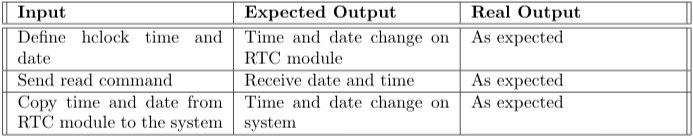 Input Expected Output Real Output
Define hclock time and Time and date change on As expected
date RTC module
Send read command Receive date and time As expected
Copy time and date from Time and date change on As expected
RTC module to the system system